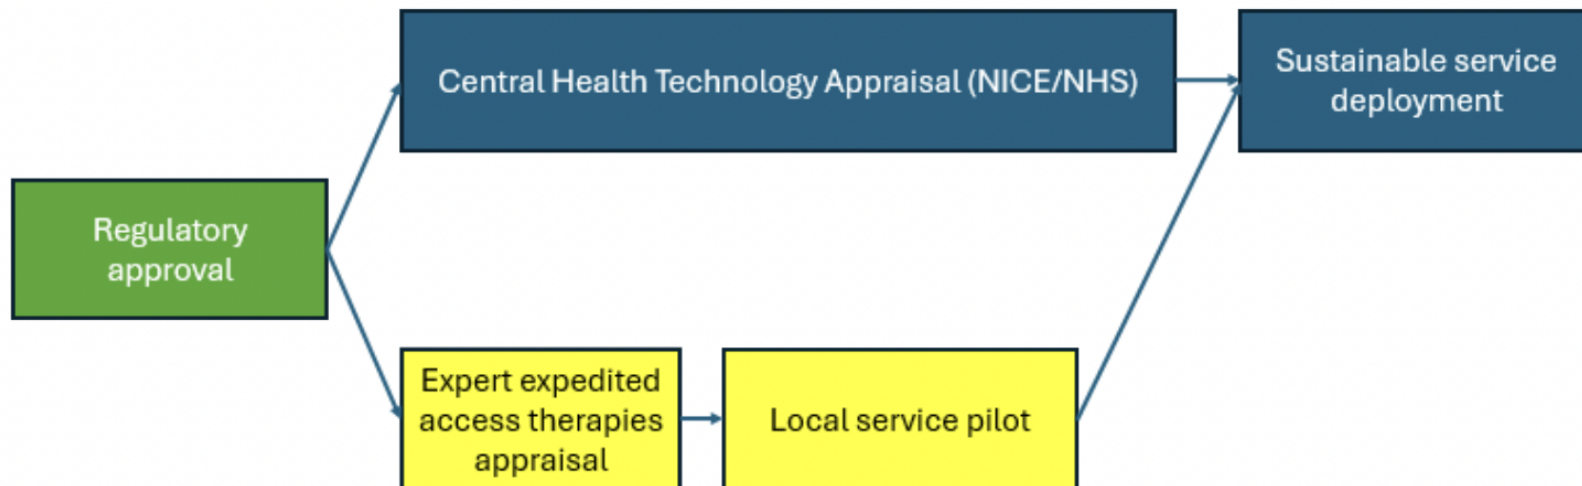 Central Health Technology Appraisal (NICE/NHS)
Sustainable service
deployment
Regulatory
approval
Expert expedited
access therapies
appraisal
Local service pilot